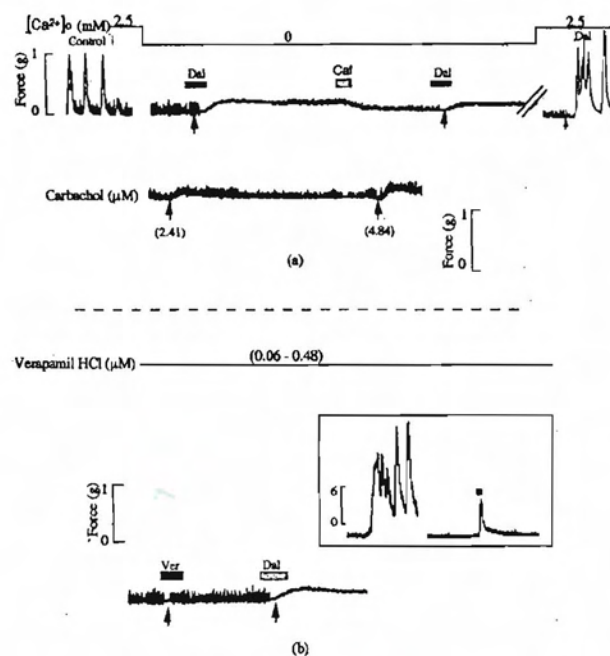 [Ca2+]o (mM) 2.5 0 2.5
Control Dal
Force (g) 1 0
Dal Caf Dal
Carbachol (μM)
(2.41) (4.84)
Force (g) 1 0
(a)
Verapamil HCl (μM) (0.06 - 0.48)
6
0
Force (g) 1 0
Ver Dal
(b)